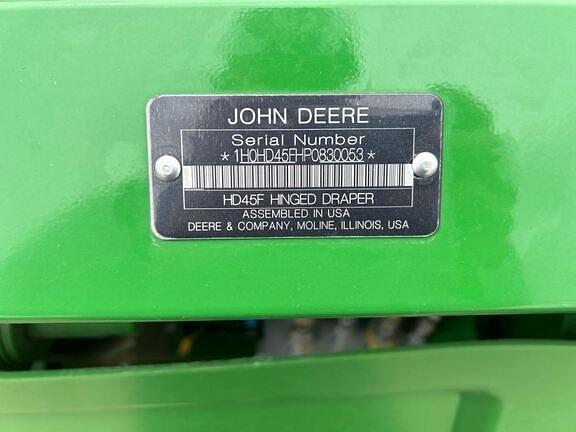 JOHN DEERE
Serial Number
*1H0HD45FHP0830053*
HD45F HINGED DRAPER
ASSEMBLED IN USA
DEERE & COMPANY, MOLINE, ILLINOIS, USA